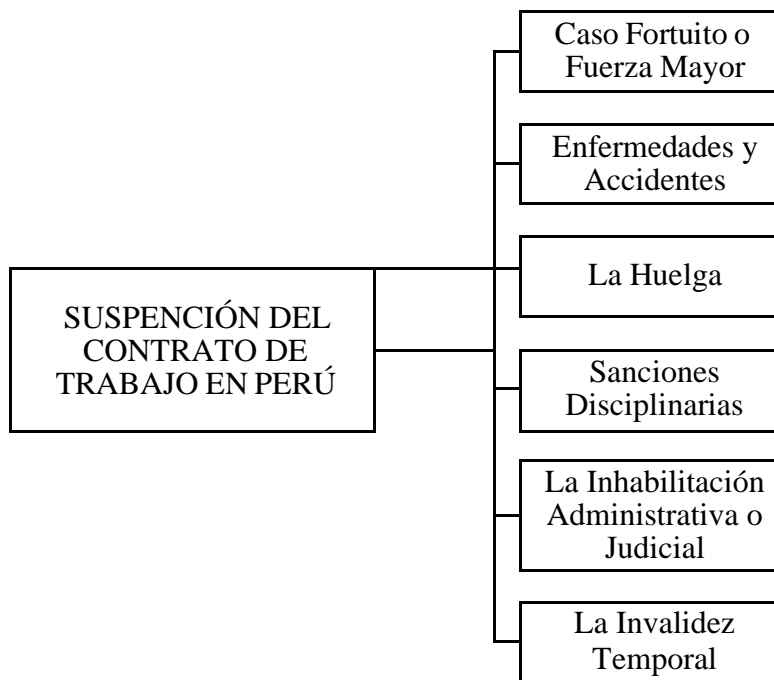 SUSPENCIÓN DEL
CONTRATO DE
TRABAJO EN PERÚ
Caso Fortuito o
Fuerza Mayor
Enfermedades y
Accidentes
La Huelga
Sanciones
Disciplinarias
La Inhabilitación
Administrativa o
Judicial
La Invalidez
Temporal